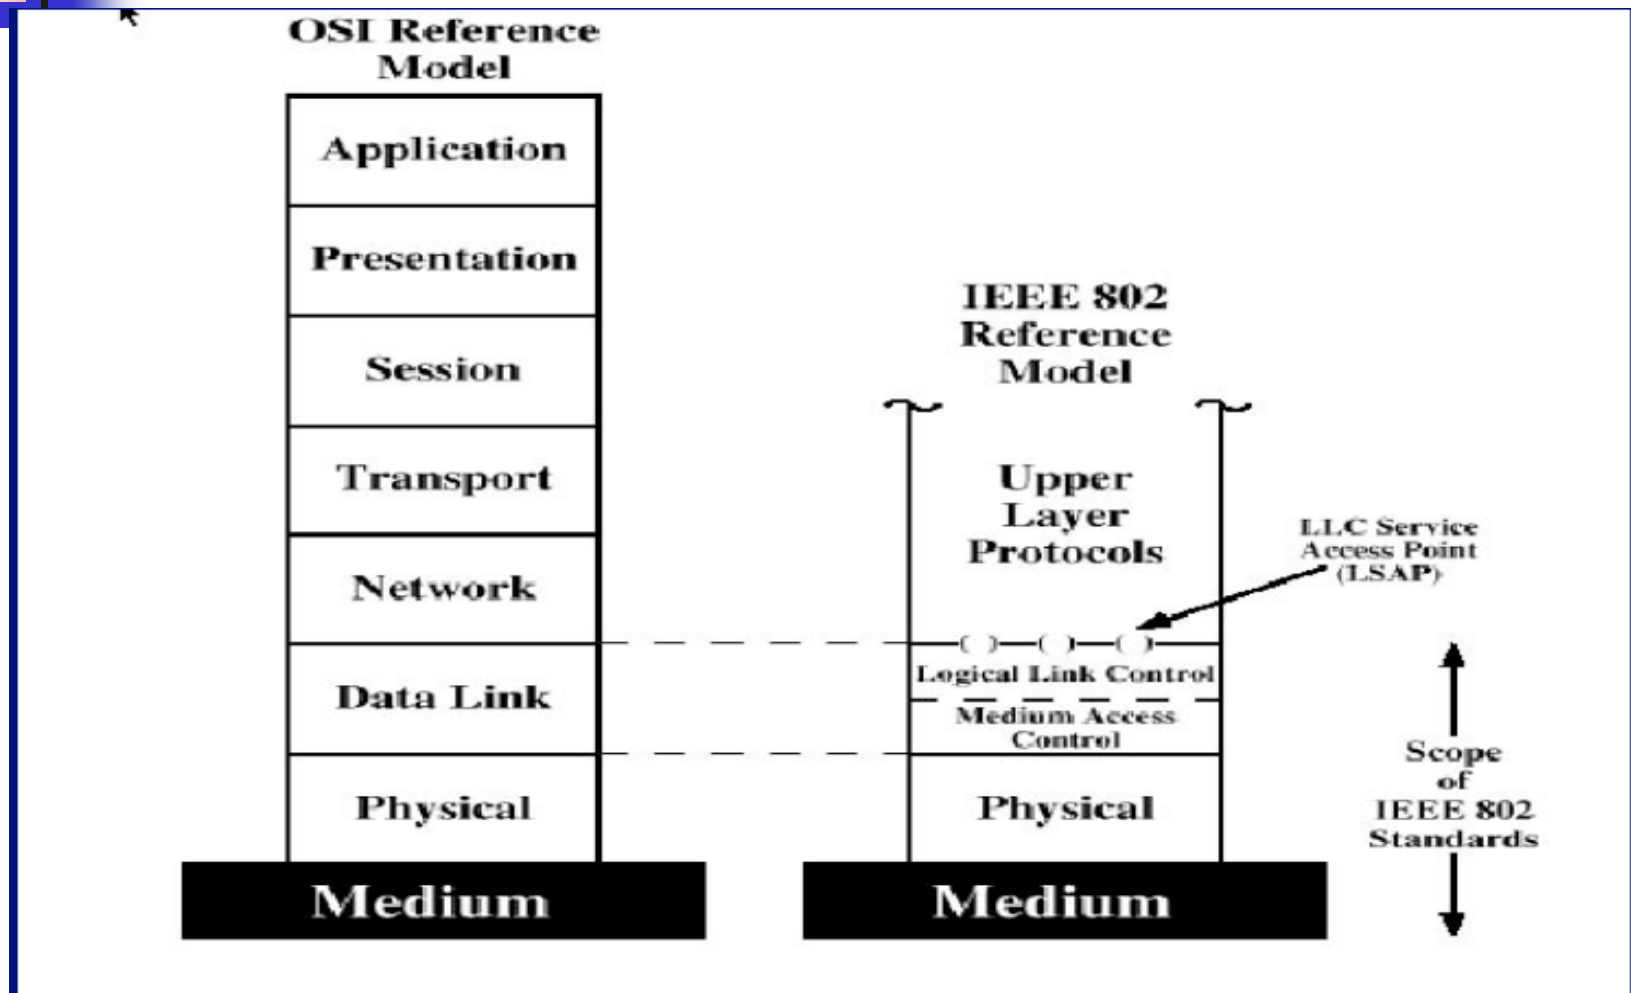 OSI Reference
Model
Application
Presentation
Session
Transport
Network
Data Link
Physical
Medium
IEEE 802
Reference
Model
Upper
Layer
Protocols
LLC Service
Access Point
(LSAP)
Logical Link Control
Medium Access
Control
Physical
Medium
Scope
of
IEEE 802
Standards